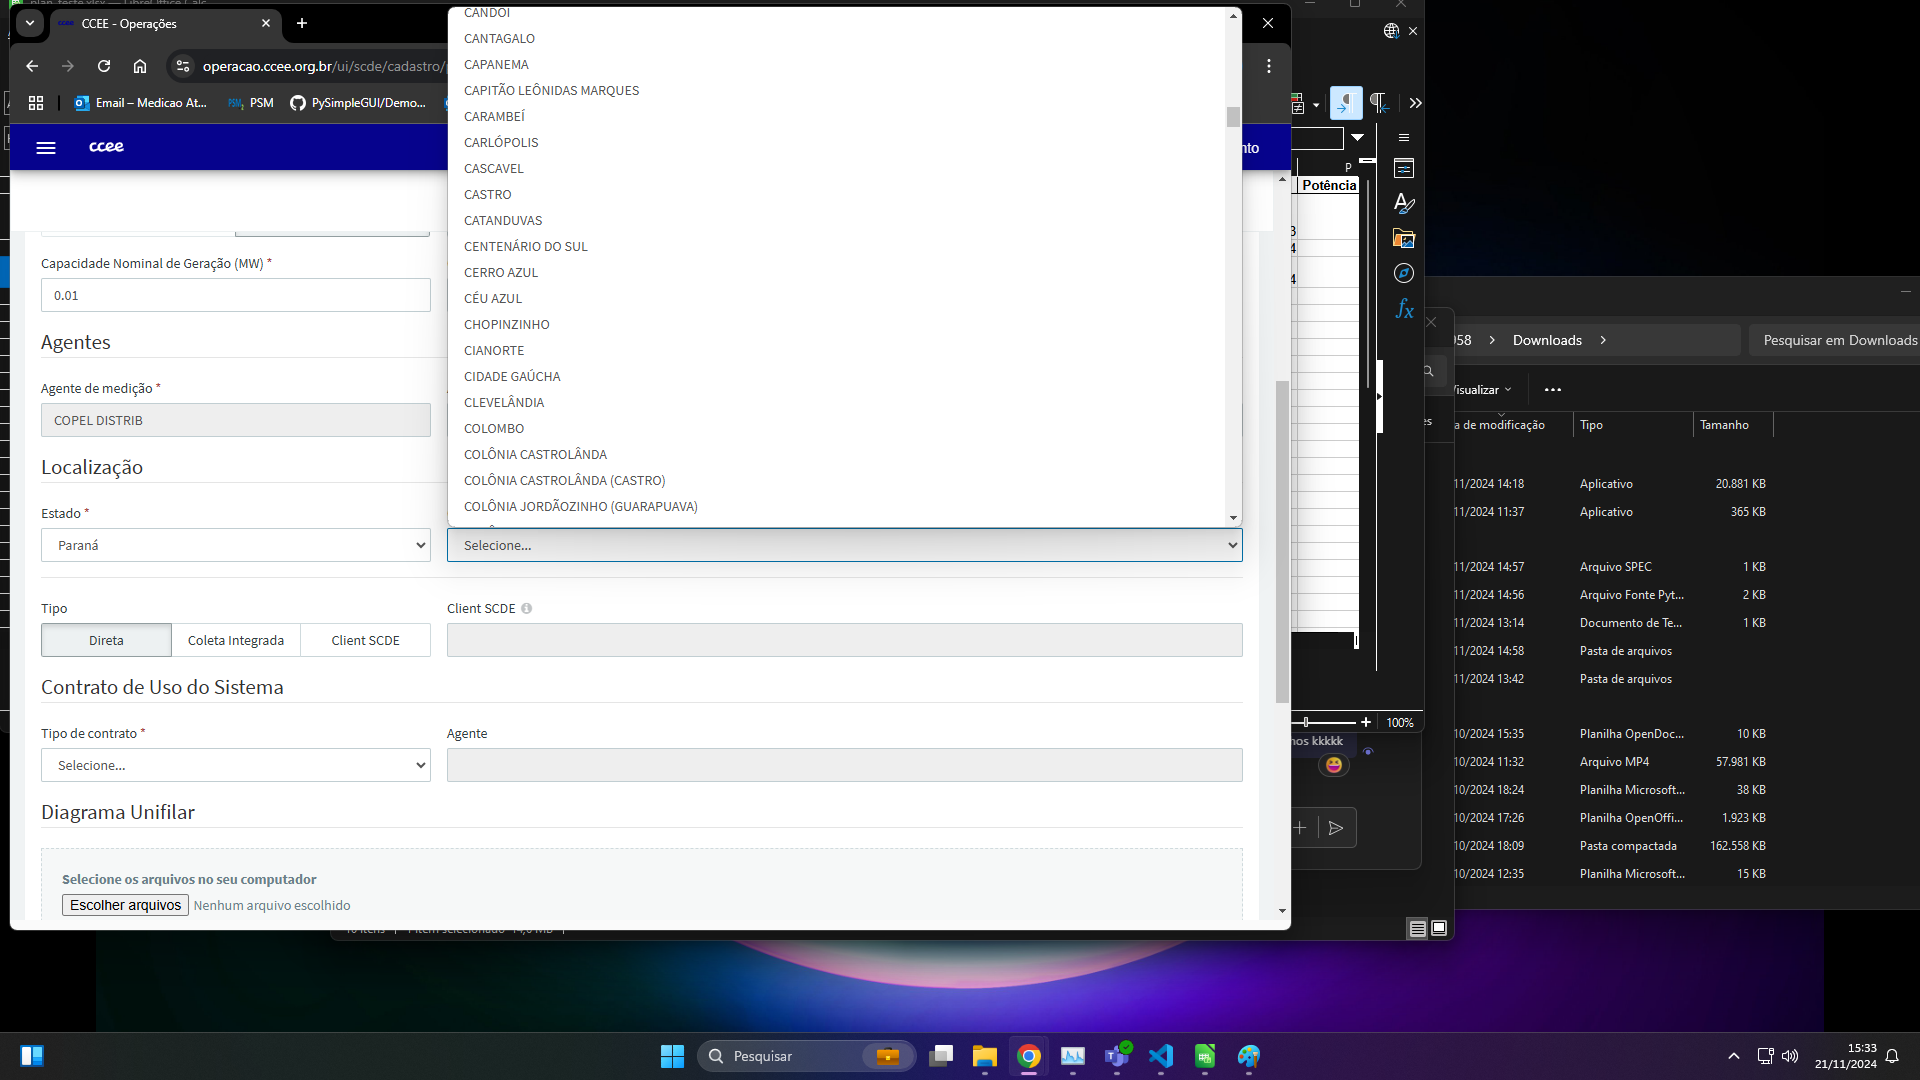 CCEE - Operações
operacao.ccee.org.br/ui/scde/cadastro/
Email – Medicao At...
PSM
PySimpleGUI/Demo...
ccee
nto
CANDÓI
CANTAGALO
CAPANEMA
CAPITÃO LEÔNIDAS MARQUES
CARAMBEÍ
CARLÓPOLIS
CASCAVEL
CASTRO
CATANDUVAS
CENTENÁRIO DO SUL
CERRO AZUL
CÉU AZUL
CHOPINZINHO
CIANORTE
CIDADE GAÚCHA
CLEVELÂNDIA
COLOMBO
COLÔNIA CASTROLÂNDA
COLÔNIA CASTROLÂNDA (CASTRO)
COLÔNIA JORDÃOZINHO (GUARAPUAVA)
Capacidade Nominal de Geração (MW) *
0.01
Agentes
Agente de medição *
COPEL DISTRIB
Localização
Estado *
Paraná
Selecione...
Tipo
Client SCDE
Direta
Coleta Integrada
Client SCDE
Contrato de Uso do Sistema
Tipo de contrato *
Agente
Selecione...
Diagrama Unifilar
Selecione os arquivos no seu computador
Escolher arquivos
Nenhum arquivo escolhido
P
Potência
3
4
4
100%
nos kkkkk
58
Downloads
Pesquisar em Downloads
Visualizar
a de modificação
Tipo
Tamanho
11/2024 14:18 Aplicativo 20.881 KB
11/2024 11:37 Aplicativo 365 KB
11/2024 14:57 Arquivo SPEC 1 KB
11/2024 14:56 Arquivo Fonte Pyt... 2 KB
11/2024 13:14 Documento de Te... 1 KB
11/2024 14:58 Pasta de arquivos
11/2024 13:42 Pasta de arquivos
10/2024 15:35 Planilha OpenDoc... 10 KB
10/2024 11:32 Arquivo MP4 57.981 KB
10/2024 18:24 Planilha Microsoft... 38 KB
10/2024 17:26 Planilha OpenOffi... 1.923 KB
10/2024 18:09 Pasta compactada 162.558 KB
10/2024 12:35 Planilha Microsoft... 15 KB
Pesquisar
15:33
21/11/2024